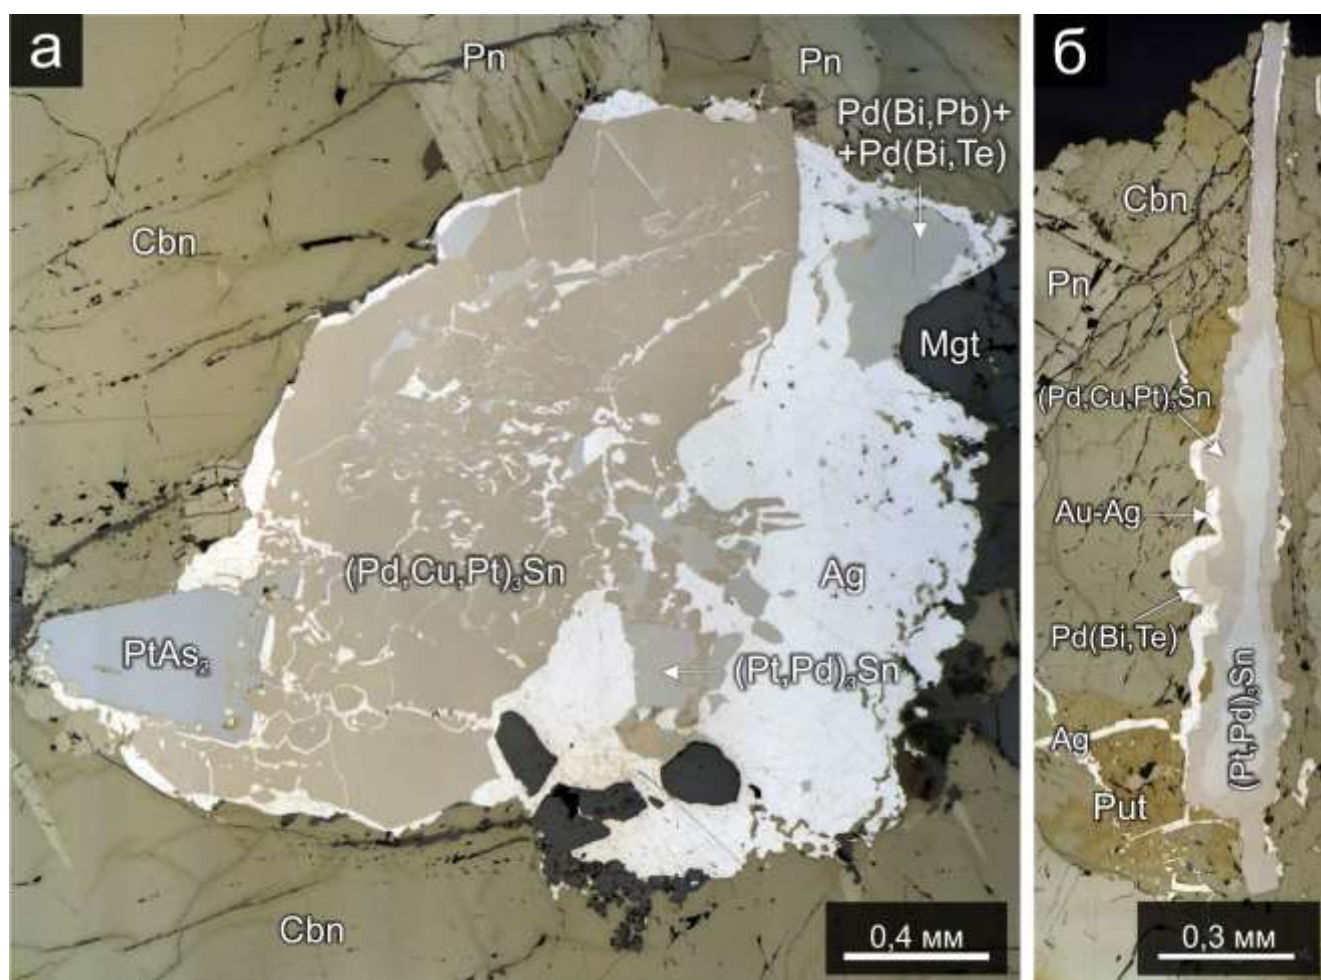 а
Pn
Pn
Pd(Bi,Pb)+
+Pd(Bi,Te)
Cbn
Mgt
(Pd,Cu,Pt)₃Sn
Ag
PtAs₂
(Pt,Pd)₃Sn
Cbn
0,4 мм
б
Cbn
Pn
(Pd,Cu,Pt)₃Sn
Au-Ag
Pd(Bi,Te)
Ag
(Pt,Pd)₃Sn
Put
0,3 мм